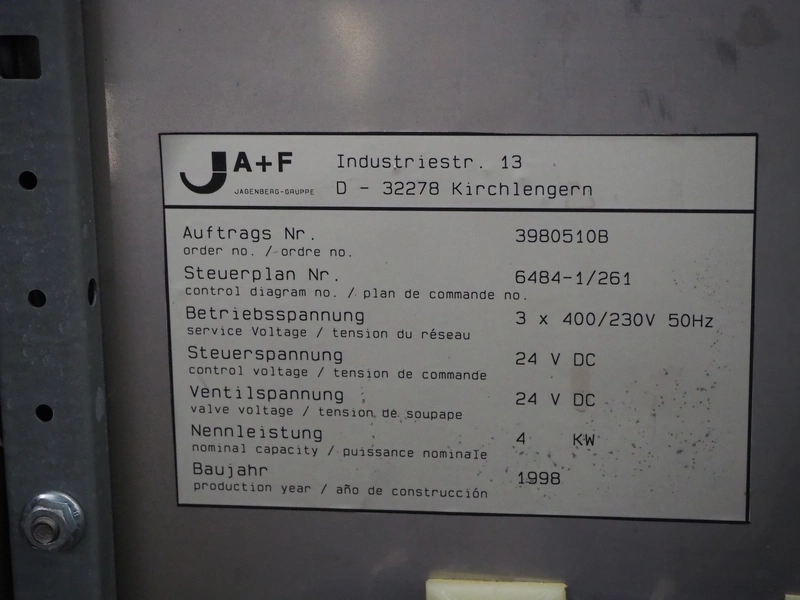 J A+F Industriestr. 13
JAGENBERG-GRUPPE D - 32278 Kirchlengern
Auftrags Nr. 3980510B
order no. / ordre no.
Steuerplan Nr. 6484-1/261
control diagram no. / plan de commande no.
Betriebsspannung 3 x 400/230V 50Hz
service Voltage / tension du réseau
Steuerspannung 24 V DC
control voltage / tension de commande
Ventilspannung 24 V DC
valve voltage / tension de soupape
Nennleistung 4 KW
nominal capacity / puissance nominale
Baujahr 1998
production year / año de construcción